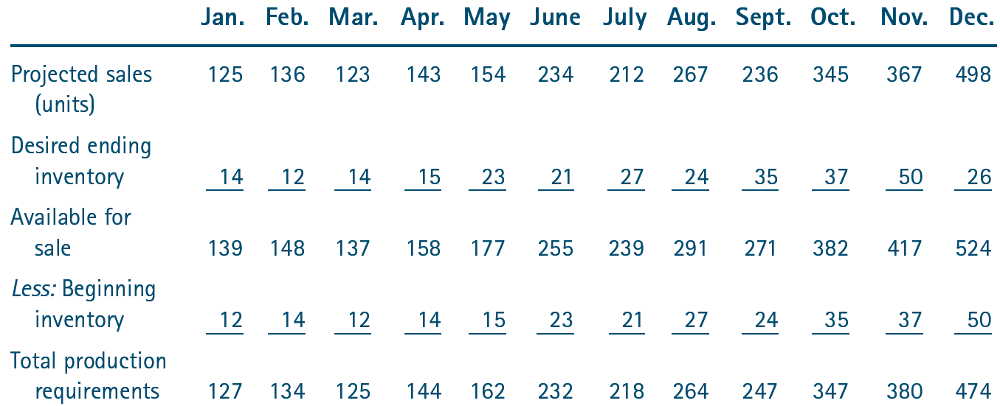 Jan. Feb. Mar. Apr. May June July Aug. Sept. Oct. Nov. Dec.
Projected sales 125 136 123 143 154 234 212 267 236 345 367 498
(units)
Desired ending
inventory 14 12 14 15 23 21 27 24 35 37 50 26
Available for
sale 139 148 137 158 177 255 239 291 271 382 417 524
Less: Beginning
inventory 12 14 12 14 15 23 21 27 24 35 37 50
Total production
requirements 127 134 125 144 162 232 218 264 247 347 380 474